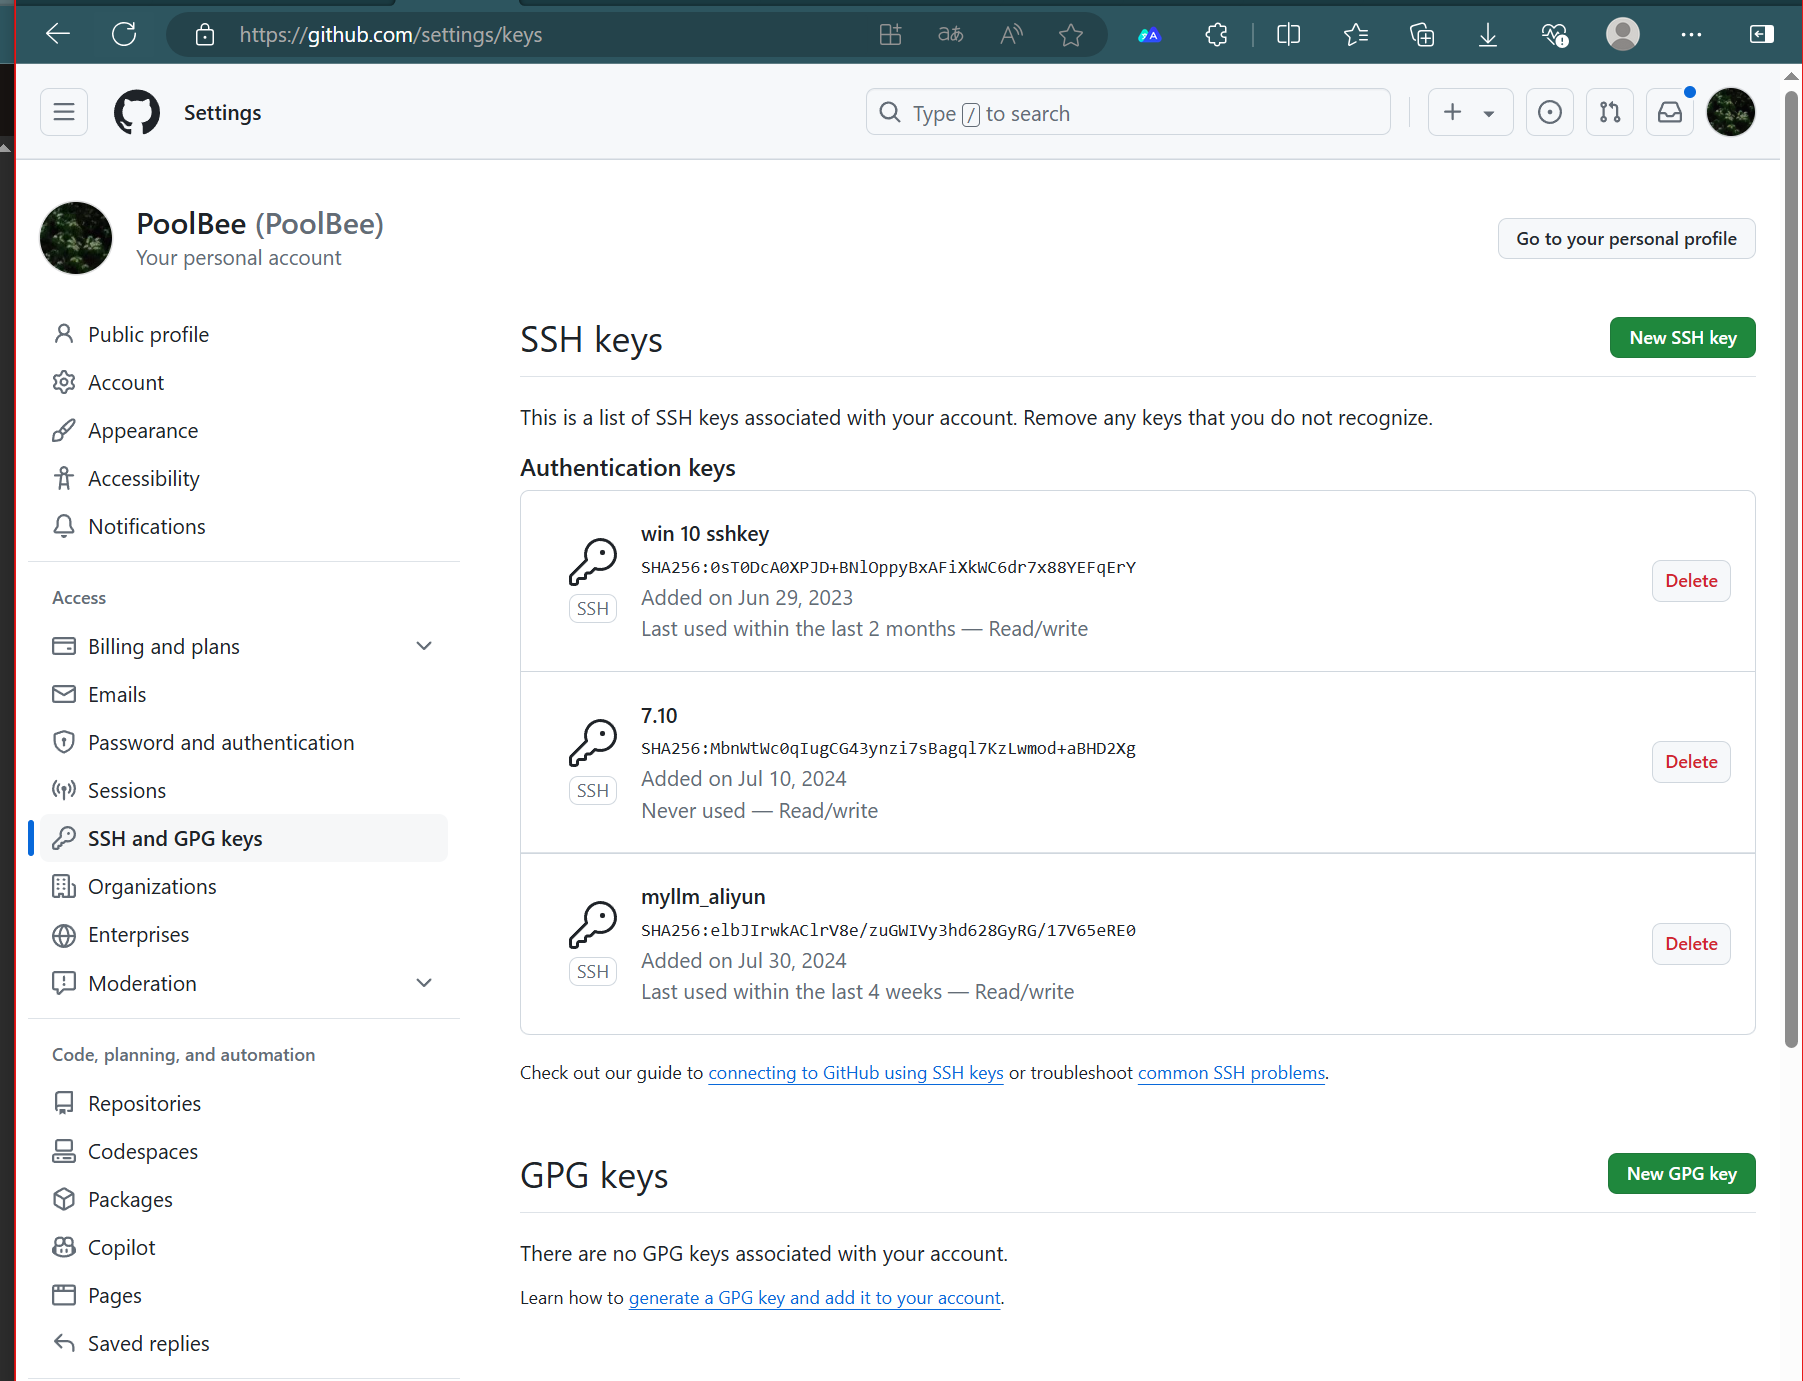 https://github.com/settings/keys
Settings
Type / to search
PoolBee (PoolBee)
Your personal account
Go to your personal profile
Public profile
Account
Appearance
Accessibility
Notifications
Access
Billing and plans
Emails
Password and authentication
Sessions
SSH and GPG keys
Organizations
Enterprises
Moderation
Code, planning, and automation
Repositories
Codespaces
Packages
Copilot
Pages
Saved replies
SSH keys
New SSH key
This is a list of SSH keys associated with your account. Remove any keys that you do not recognize.
Authentication keys
win 10 sshkey
SHA256:0sT0DcA0XPJD+BNlOppyBxAFiXkWC6dr7x88YEFqErY
Added on Jun 29, 2023
Last used within the last 2 months — Read/write
SSH
Delete
7.10
SHA256:MbnWtWc0qIugCG43ynzi7sBagql7KzLwmod+aBHD2Xg
Added on Jul 10, 2024
Never used — Read/write
SSH
Delete
myllm_aliyun
SHA256:elbJIrwkAClrV8e/zuGWIVy3hd628GyRG/17V65eRE0
Added on Jul 30, 2024
Last used within the last 4 weeks — Read/write
SSH
Delete
Check out our guide to connecting to GitHub using SSH keys or troubleshoot common SSH problems.
GPG keys
New GPG key
There are no GPG keys associated with your account.
Learn how to generate a GPG key and add it to your account.